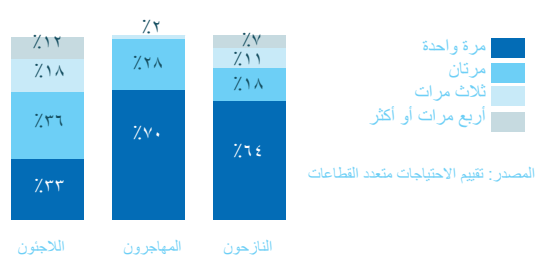 مرة واحدة
مرتان
ثلاث مرات
أربع مرات أو أكثر
المصدر: تقييم الاحتياجات متعدد القطاعات
٪٧
٪١١
٪١٨
٪٦٤
النازحون
٪٢
٪٢٨
٪٧٠
المهاجرون
٪١٢
٪١٨
٪٣٦
٪٣٣
اللاجئون